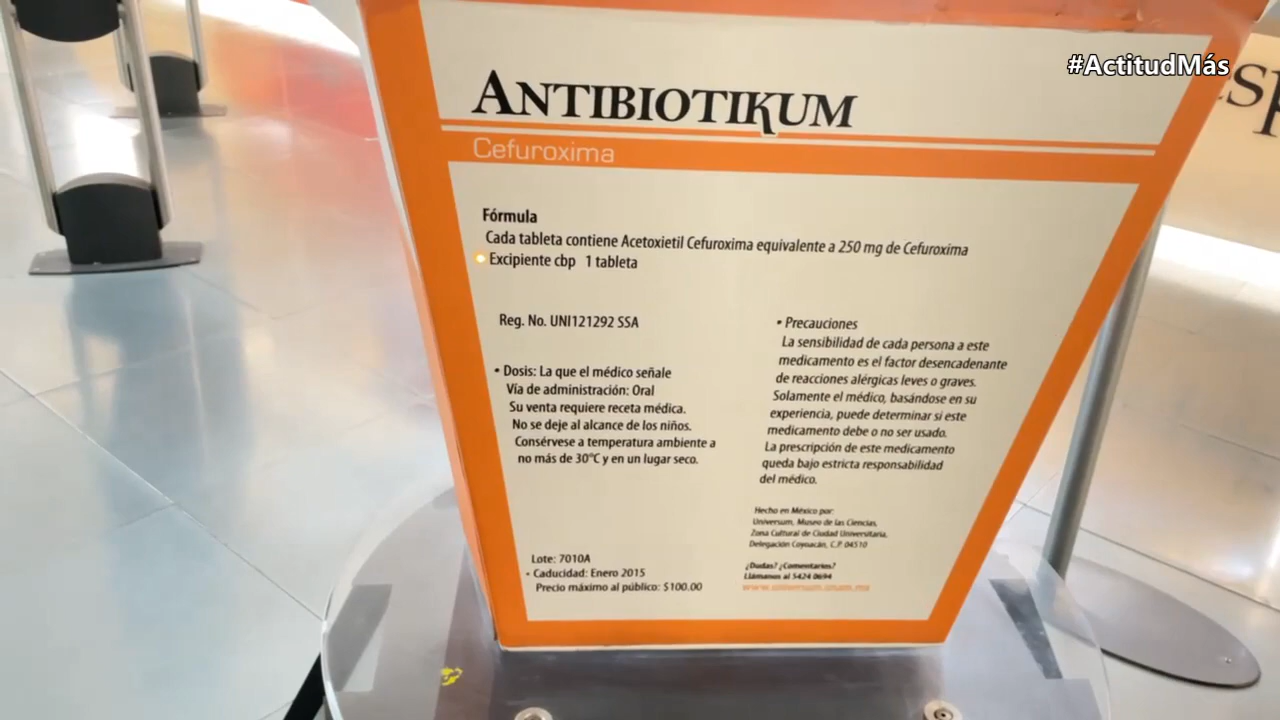 #ActitudMás
ANTIBIOTIKUM
Cefuroxima
Fórmula
Cada tableta contiene Acetoxietil Cefuroxima equivalente a 250 mg de Cefuroxima
Excipiente cbp 1 tableta
Reg. No. UNI121292 SSA
• Dosis: La que el médico señale
Vía de administración: Oral
Su venta requiere receta médica.
No se deje al alcance de los niños.
Consérvese a temperatura ambiente a
no más de 30°C y en un lugar seco.
• Precauciones
La sensibilidad de cada persona a este
medicamento es el factor desencadenante
de reacciones alérgicas leves o graves.
Solamente el médico, basándose en su
experiencia, puede determinar si este
medicamento debe o no ser usado.
La prescripción de este medicamento
queda bajo estricta responsabilidad
del médico.
Hecho en México por:
Universum, Museo de las Ciencias,
Zona Cultural de Ciudad Universitaria,
Delegación Coyoacán, C.P. 04510
¿Dudas? ¿Comentarios?
Llámanos al 5424 0694
www.universum.unam.mx
Lote: 7010A
• Caducidad: Enero 2015
Precio máximo al público: $100.00